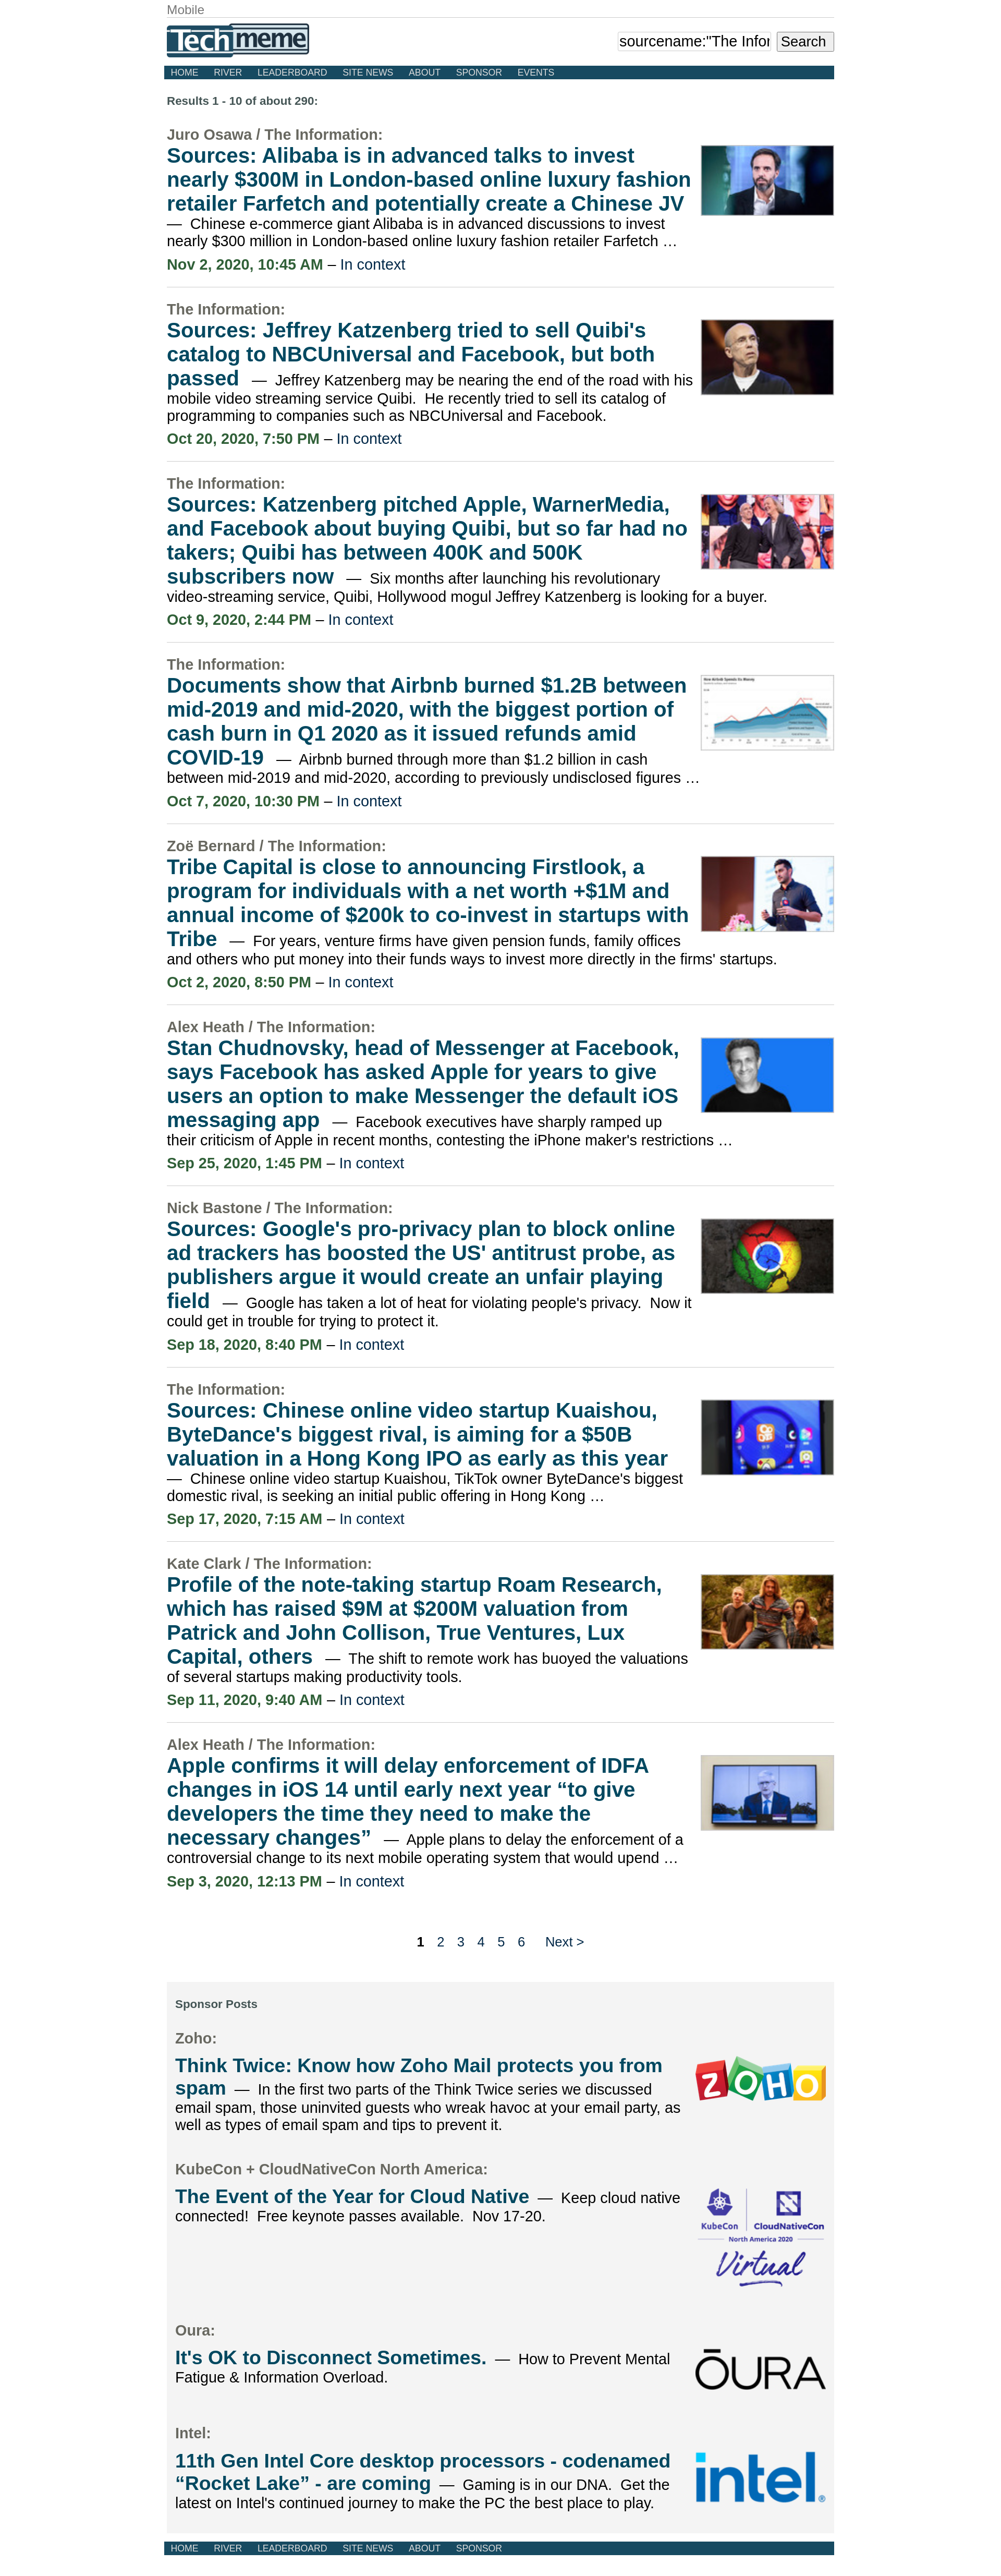 Mobile
Techmeme
sourcename:"The Infor
Search
HOME RIVER LEADERBOARD SITE NEWS ABOUT SPONSOR EVENTS
Results 1 - 10 of about 290:
Juro Osawa / The Information:
Sources: Alibaba is in advanced talks to invest
nearly $300M in London-based online luxury fashion
retailer Farfetch and potentially create a Chinese JV
— Chinese e-commerce giant Alibaba is in advanced discussions to invest
nearly $300 million in London-based online luxury fashion retailer Farfetch …
Nov 2, 2020, 10:45 AM – In context
The Information:
Sources: Jeffrey Katzenberg tried to sell Quibi's
catalog to NBCUniversal and Facebook, but both
passed — Jeffrey Katzenberg may be nearing the end of the road with his
mobile video streaming service Quibi. He recently tried to sell its catalog of
programming to companies such as NBCUniversal and Facebook.
Oct 20, 2020, 7:50 PM – In context
The Information:
Sources: Katzenberg pitched Apple, WarnerMedia,
and Facebook about buying Quibi, but so far had no
takers; Quibi has between 400K and 500K
subscribers now — Six months after launching his revolutionary
video-streaming service, Quibi, Hollywood mogul Jeffrey Katzenberg is looking for a buyer.
Oct 9, 2020, 2:44 PM – In context
The Information:
Documents show that Airbnb burned $1.2B between
mid-2019 and mid-2020, with the biggest portion of
cash burn in Q1 2020 as it issued refunds amid
COVID-19 — Airbnb burned through more than $1.2 billion in cash
between mid-2019 and mid-2020, according to previously undisclosed figures …
Oct 7, 2020, 10:30 PM – In context
How Airbnb Spends Its Money
Zoë Bernard / The Information:
Tribe Capital is close to announcing Firstlook, a
program for individuals with a net worth +$1M and
annual income of $200k to co-invest in startups with
Tribe — For years, venture firms have given pension funds, family offices
and others who put money into their funds ways to invest more directly in the firms' startups.
Oct 2, 2020, 8:50 PM – In context
Alex Heath / The Information:
Stan Chudnovsky, head of Messenger at Facebook,
says Facebook has asked Apple for years to give
users an option to make Messenger the default iOS
messaging app — Facebook executives have sharply ramped up
their criticism of Apple in recent months, contesting the iPhone maker's restrictions …
Sep 25, 2020, 1:45 PM – In context
Nick Bastone / The Information:
Sources: Google's pro-privacy plan to block online
ad trackers has boosted the US' antitrust probe, as
publishers argue it would create an unfair playing
field — Google has taken a lot of heat for violating people's privacy. Now it
could get in trouble for trying to protect it.
Sep 18, 2020, 8:40 PM – In context
The Information:
Sources: Chinese online video startup Kuaishou,
ByteDance's biggest rival, is aiming for a $50B
valuation in a Hong Kong IPO as early as this year
— Chinese online video startup Kuaishou, TikTok owner ByteDance's biggest
domestic rival, is seeking an initial public offering in Hong Kong …
Sep 17, 2020, 7:15 AM – In context
Kate Clark / The Information:
Profile of the note-taking startup Roam Research,
which has raised $9M at $200M valuation from
Patrick and John Collison, True Ventures, Lux
Capital, others — The shift to remote work has buoyed the valuations
of several startups making productivity tools.
Sep 11, 2020, 9:40 AM – In context
Alex Heath / The Information:
Apple confirms it will delay enforcement of IDFA
changes in iOS 14 until early next year “to give
developers the time they need to make the
necessary changes” — Apple plans to delay the enforcement of a
controversial change to its next mobile operating system that would upend …
Sep 3, 2020, 12:13 PM – In context
1 2 3 4 5 6 Next >
Sponsor Posts
Zoho:
Think Twice: Know how Zoho Mail protects you from
spam — In the first two parts of the Think Twice series we discussed
email spam, those uninvited guests who wreak havoc at your email party, as
well as types of email spam and tips to prevent it.
ZOHO
KubeCon + CloudNativeCon North America:
The Event of the Year for Cloud Native — Keep cloud native
connected! Free keynote passes available. Nov 17-20.
KubeCon CloudNativeCon
North America 2020
Virtual
Oura:
It's OK to Disconnect Sometimes. — How to Prevent Mental
Fatigue & Information Overload.
ŌURA
Intel:
11th Gen Intel Core desktop processors - codenamed
“Rocket Lake” - are coming — Gaming is in our DNA. Get the
latest on Intel's continued journey to make the PC the best place to play.
intel®
HOME RIVER LEADERBOARD SITE NEWS ABOUT SPONSOR